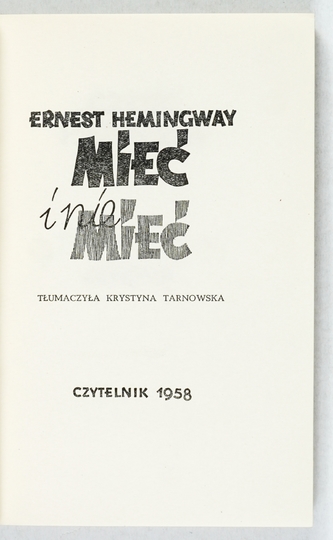 ERNEST HEMINGWAY
MIEĆ
i nie
MIEĆ
TŁUMACZYŁA KRYSTYNA TARNOWSKA
CZYTELNIK 1958